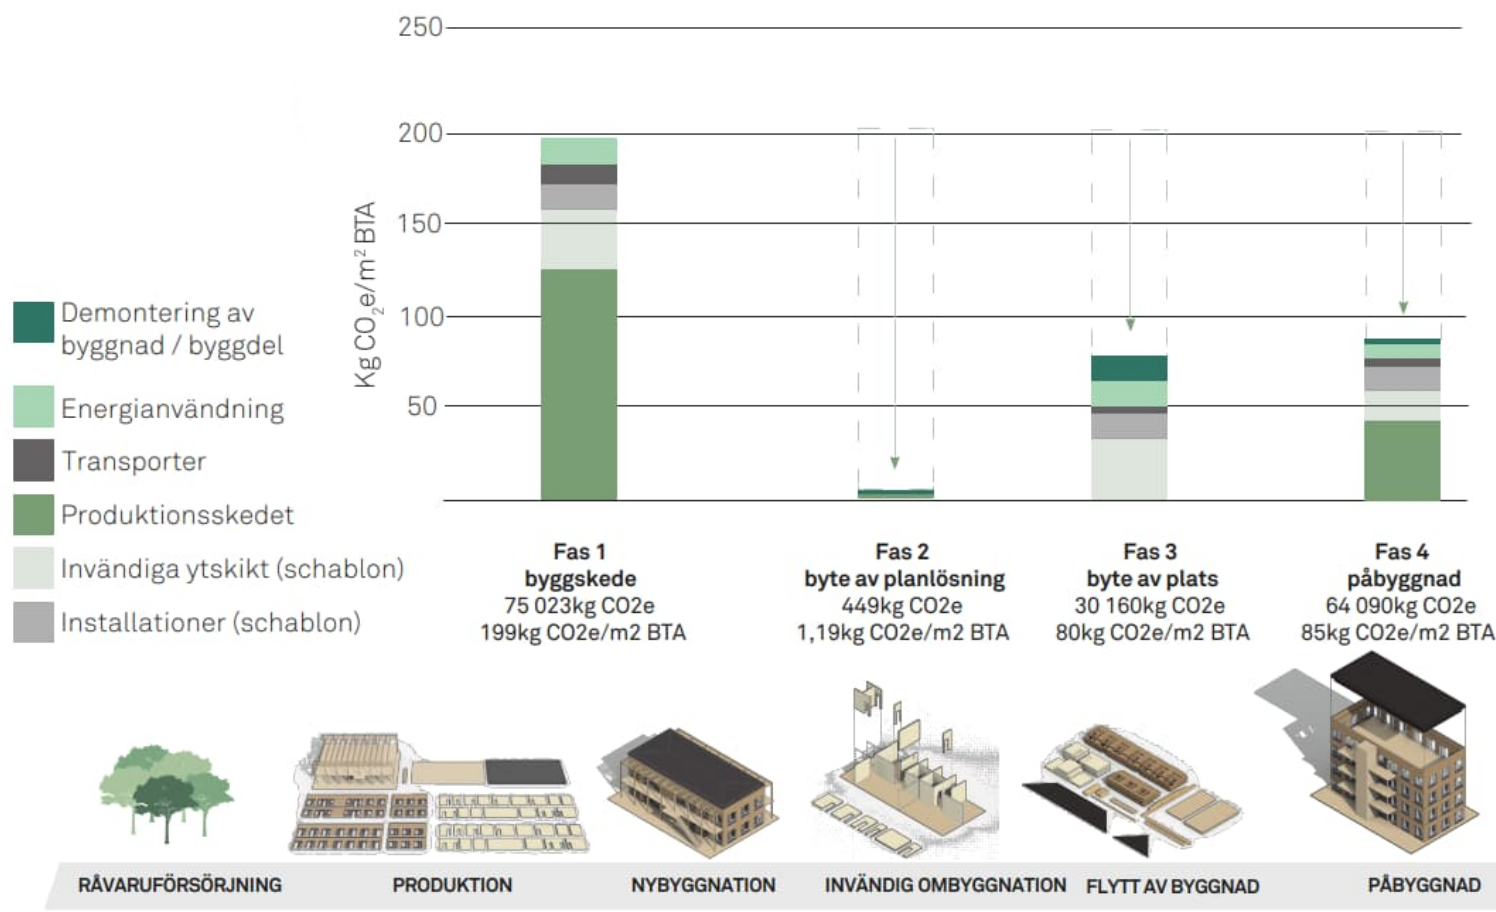 250
200
150
100
50
Kg CO₂e/m² BTA
Demontering av
byggnad / byggdel
Energianvändning
Transporter
Produktionsskedet
Invändiga ytskikt (schablon)
Installationer (schablon)
Fas 1
byggskede
75 023kg CO2e
199kg CO2e/m2 BTA
Fas 2
byte av planlösning
449kg CO2e
1,19kg CO2e/m2 BTA
Fas 3
byte av plats
30 160kg CO2e
80kg CO2e/m2 BTA
Fas 4
påbyggnad
64 090kg CO2e
85kg CO2e/m2 BTA
RÅVARUFÖRSÖRJNING
PRODUKTION
NYBYGGNATION
INVÄNDIG OMBYGGNATION
FLYTT AV BYGGNAD
PÅBYGGNAD